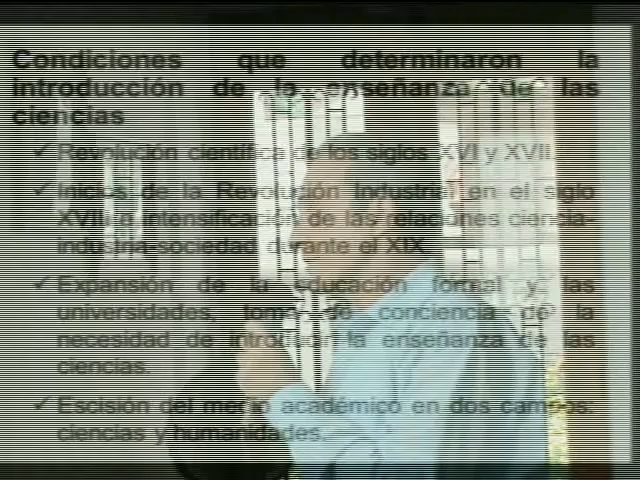 Condiciones que determinaron la
introducción de la enseñanza de las
ciencias
✓ Revolución científica de los siglos XVI y XVII.
✓ Inicios de la Revolución Industrial en el siglo
XVIII e intensificación de las relaciones ciencia-
industria-sociedad durante el XIX.
✓ Expansión de la educación formal y las
universidades, toma de conciencia de la
necesidad de introducir la enseñanza de las
ciencias.
✓ Escisión del medio académico en dos campos:
ciencias y humanidades.